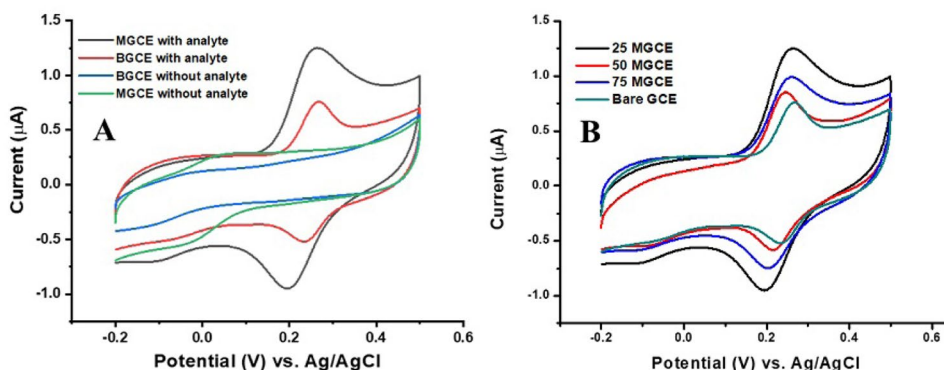 MGCE with analyte
BGCE with analyte
BGCE without analyte
MGCE without analyte
A
Current (μA)
1.5
1.0
0.5
0.0
-0.5
-1.0
-0.2
0.0
0.2
0.4
0.6
Potential (V) vs. Ag/AgCl
25 MGCE
50 MGCE
75 MGCE
Bare GCE
B
Current (μA)
1.5
1.0
0.5
0.0
-0.5
-1.0
-0.2
0.0
0.2
0.4
0.6
Potential (V) vs. Ag/AgCl